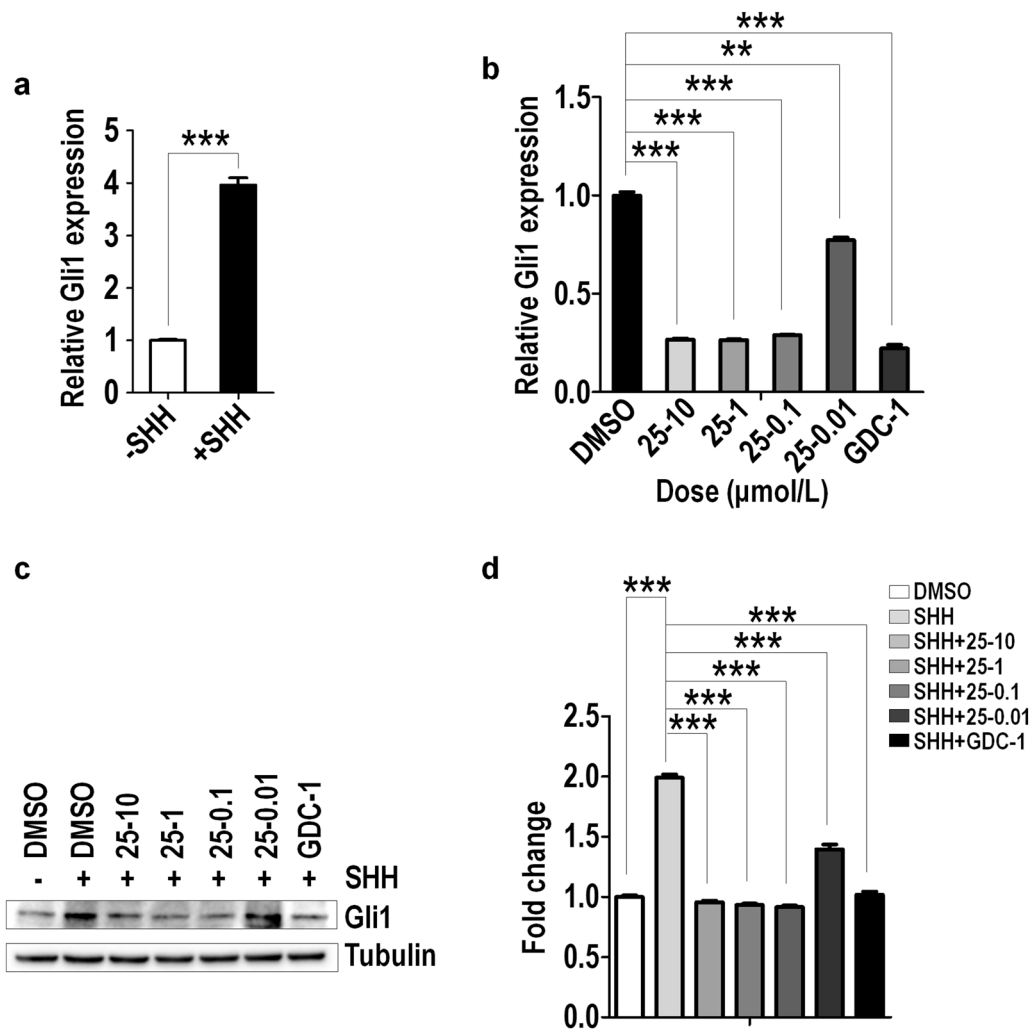 a
Relative Gli1 expression
5
4
3
2
1
0
***
-SHH
+SHH
b
Relative Gli1 expression
1.5
1.0
0.5
0.0
***
**
***
***
***
DMSO
25-10
25-1
25-0.1
25-0.01
GDC-1
Dose (µmol/L)
c
DMSO
DMSO
25-10
25-1
25-0.1
25-0.01
GDC-1
- + + + + + + SHH
Gli1
Tubulin
d
Fold change
2.5
2.0
1.5
1.0
0.5
0.0
***
***
***
***
***
***
DMSO
SHH
SHH+25-10
SHH+25-1
SHH+25-0.1
SHH+25-0.01
SHH+GDC-1